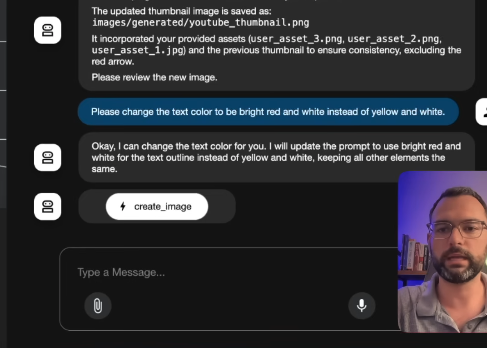 The updated thumbnail image is saved as:
images/generated/youtube_thumbnail.png
It incorporated your provided assets (user_asset_3.png, user_asset_2.png,
user_asset_1.jpg) and the previous thumbnail to ensure consistency, excluding the
red arrow.
Please review the new image.
Please change the text color to be bright red and white instead of yellow and white.
Okay, I can change the text color for you. I will update the prompt to use bright red and
white for the text outline instead of yellow and white, keeping all other elements the
same.
create_image
Type a Message...